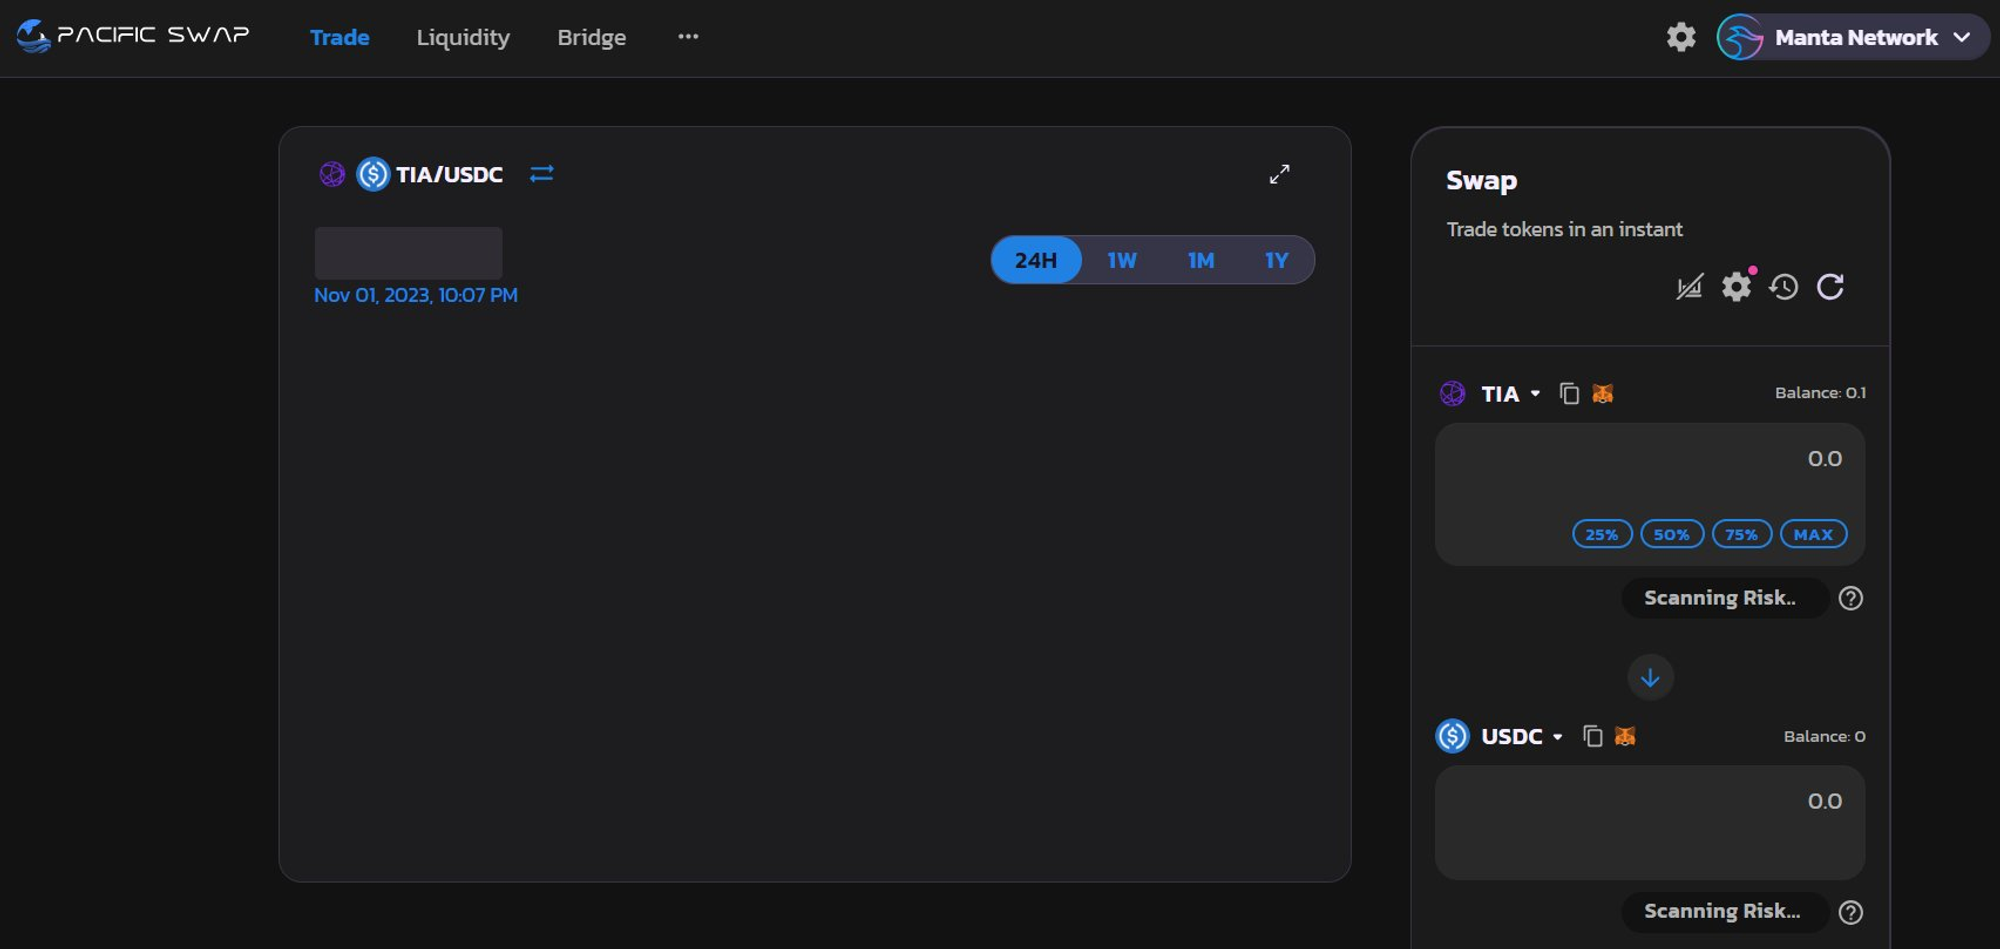 PACIFIC SWAP
Trade
Liquidity
Bridge
•••
Manta Network
TIA/USDC
24H
1W
1M
1Y
Nov 01, 2023, 10:07 PM
Swap
Trade tokens in an instant
TIA
Balance: 0.1
0.0
25%
50%
75%
MAX
Scanning Risk..
USDC
Balance: 0
0.0
Scanning Risk...